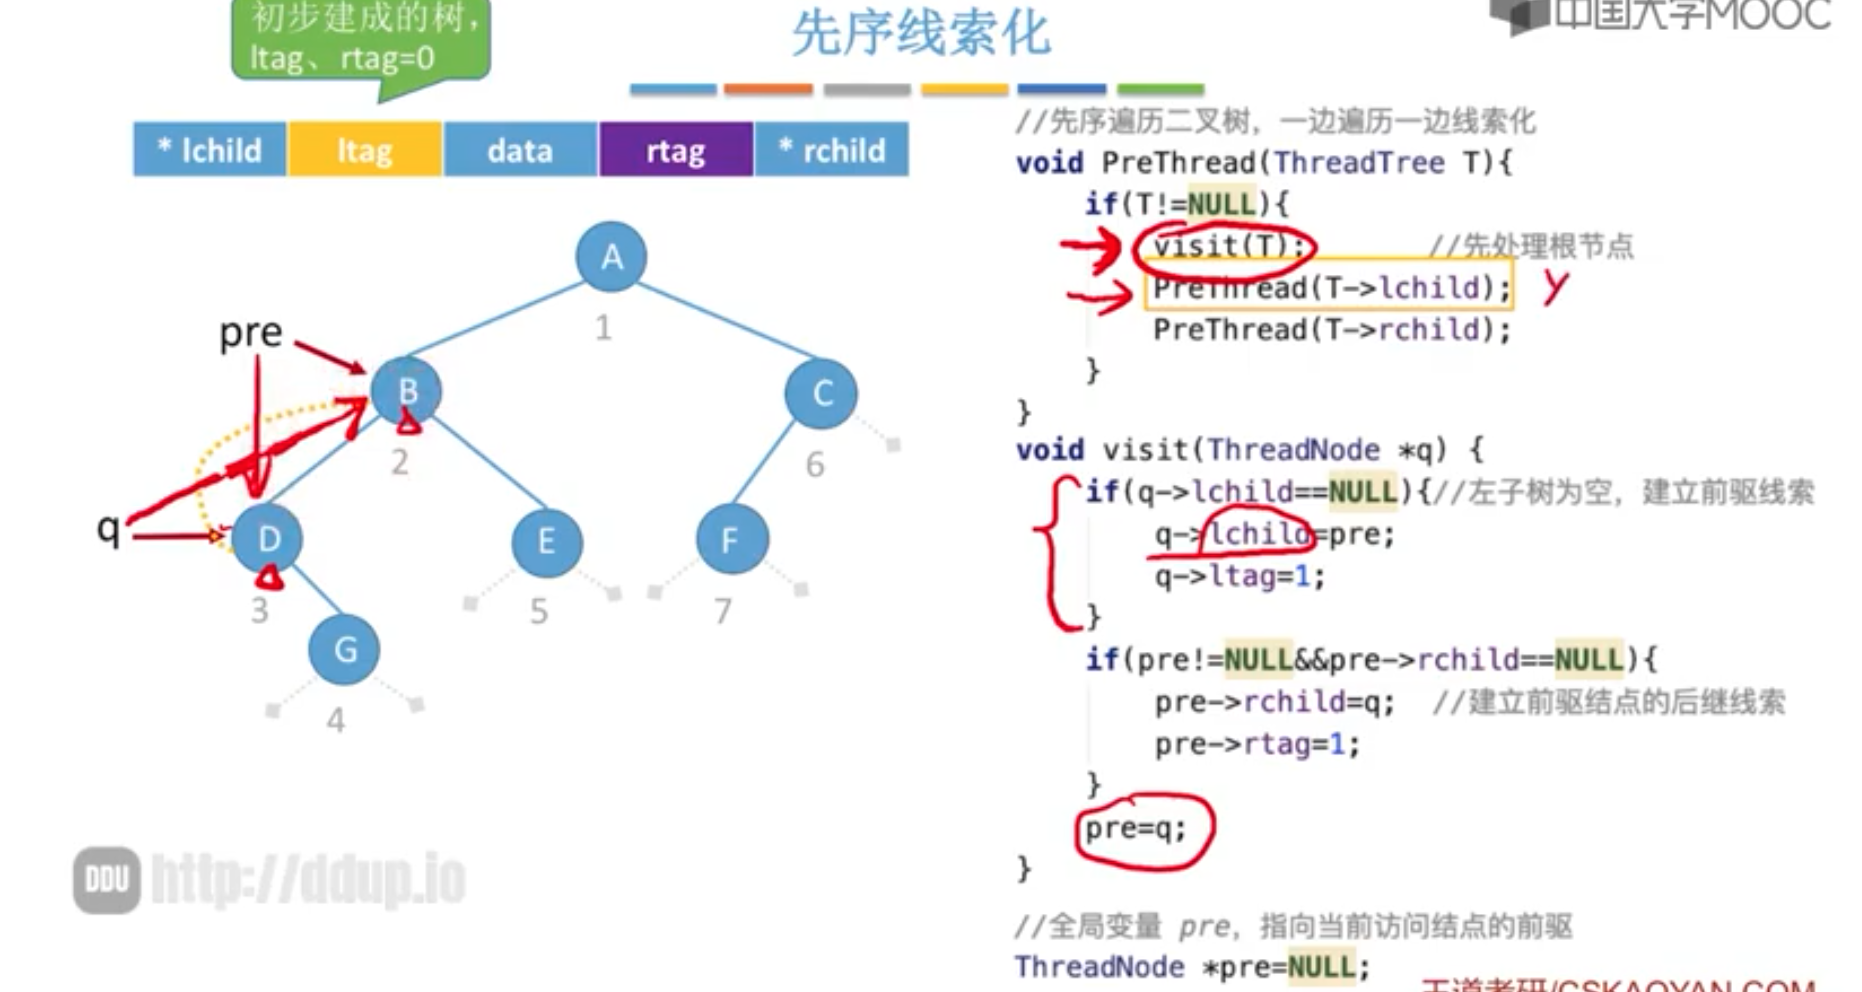 初步建成的树，
ltag、rtag=0
先序线索化
中国大学MOOC
* lchild ltag data rtag * rchild
A
1
pre
B
2
C
6
q
D
3
E
5
F
7
G
4
//先序遍历二叉树，一边遍历一边线索化
void PreThread(ThreadTree T){
if(T!=NULL){
visit(T); //先处理根节点
PreThread(T->lchild); y
PreThread(T->rchild);
}
}
void visit(ThreadNode *q) {
if(q->lchild==NULL){//左子树为空，建立前驱线索
q->lchild=pre;
q->ltag=1;
}
if(pre!=NULL&&pre->rchild==NULL){
pre->rchild=q; //建立前驱结点的后继线索
pre->rtag=1;
}
pre=q;
}
//全局变量 pre，指向当前访问结点的前驱
ThreadNode *pre=NULL;
DDU http://ddup.io
王道考研/CSKAOYAN.COM